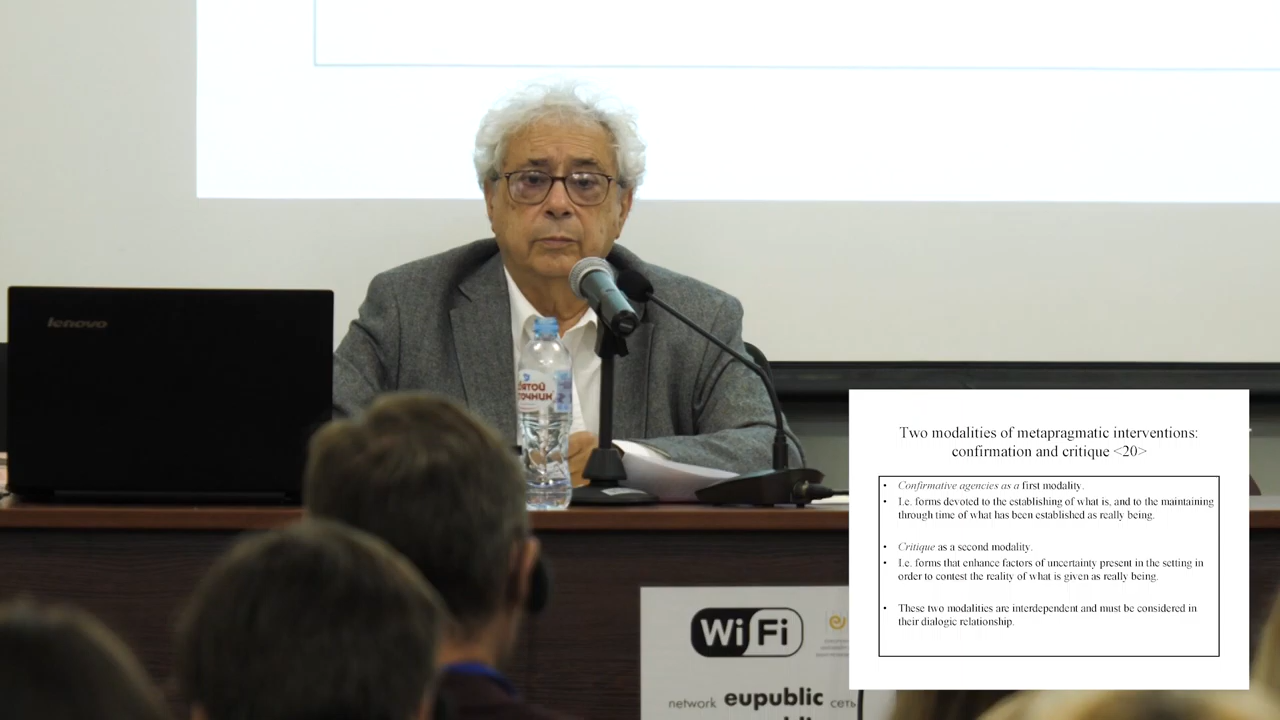 lenovo
Two modalities of metapragmatic interventions:
confirmation and critique <20>
• Confirmative agencies as a first modality.
• I.e. forms devoted to the establishing of what is, and to the maintaining
through time of what has been established as really being.
• Critique as a second modality.
• I.e. forms that enhance factors of uncertainty present in the setting in
order to contest the reality of what is given as really being.
• These two modalities are interdependent and must be considered in
their dialogic relationship.
WiFi
network eupublic сеть